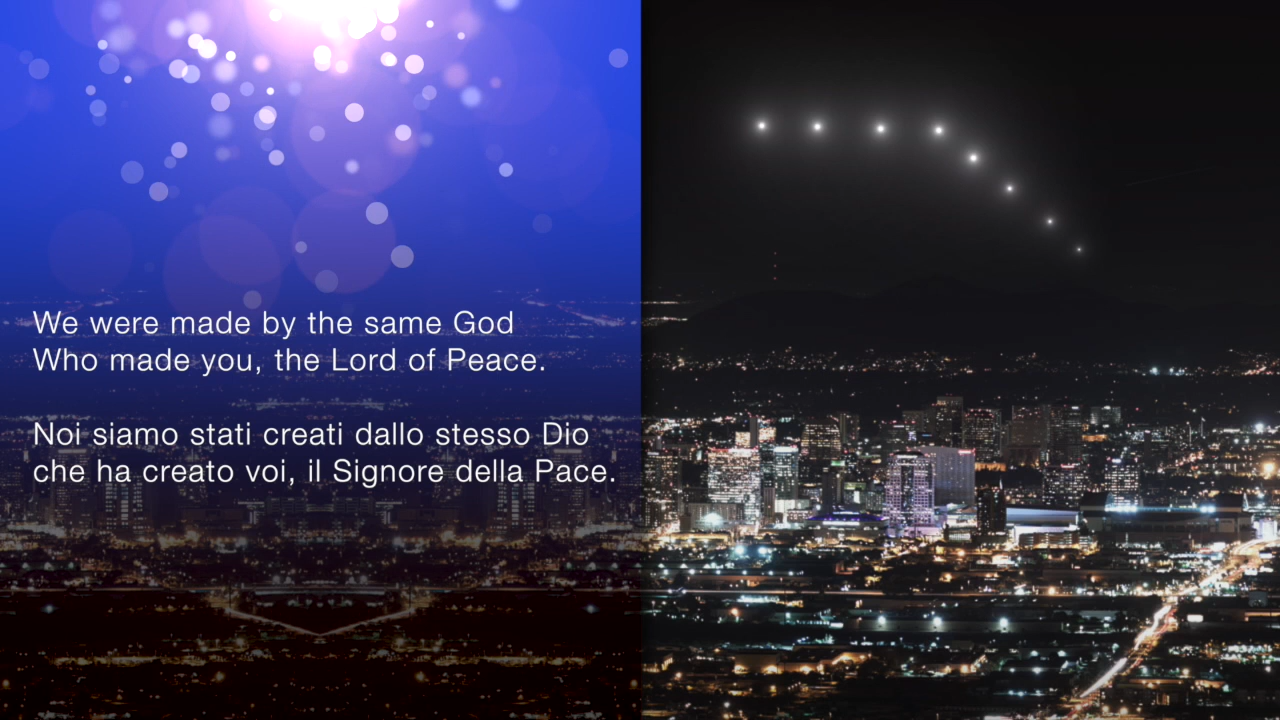 We were made by the same God
Who made you, the Lord of Peace.
Noi siamo stati creati dallo stesso Dio
che ha creato voi, il Signore della Pace.